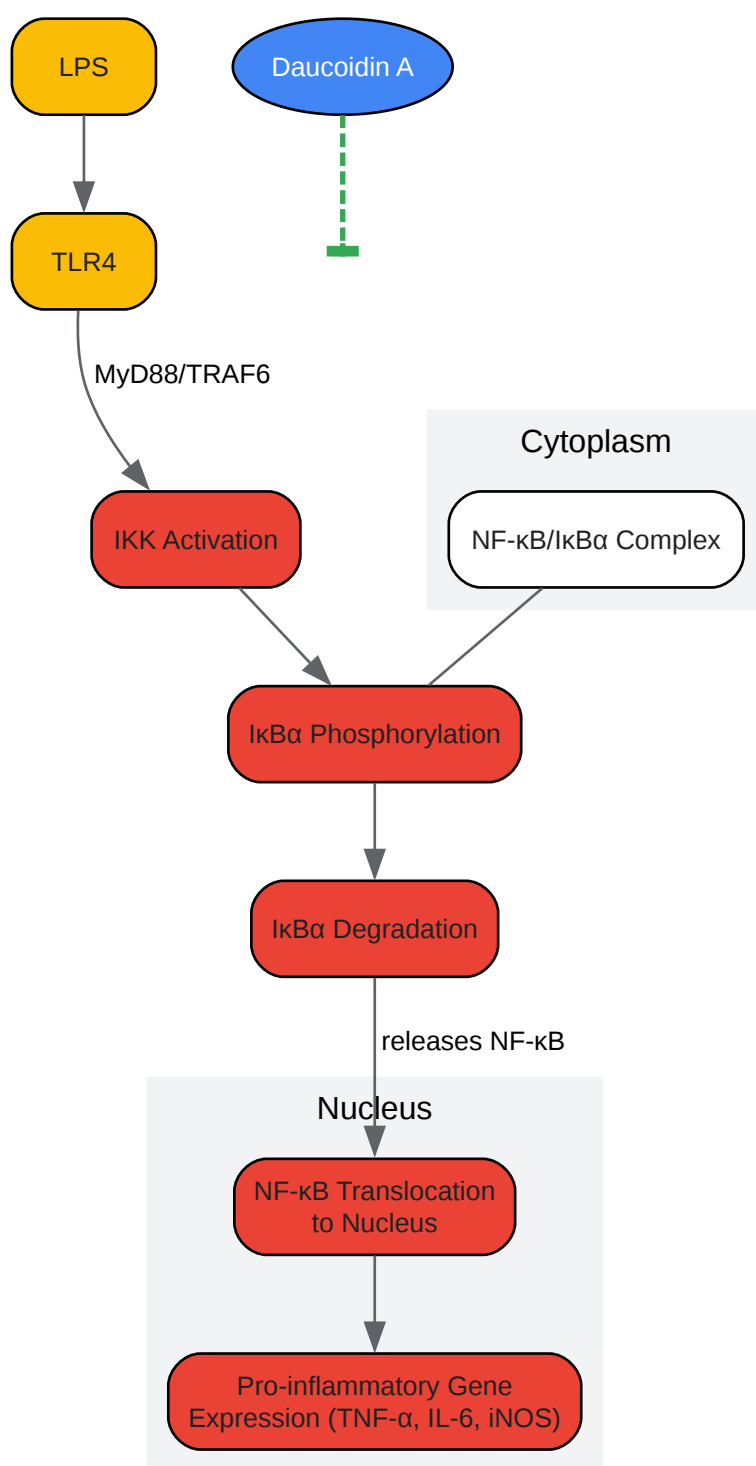 LPS
Daucoidin A
TLR4
MyD88/TRAF6
Cytoplasm
IKK Activation
NF-κB/IκBα Complex
IκBα Phosphorylation
IκBα Degradation
releases NF-κB
Nucleus
NF-κB Translocation
to Nucleus
Pro-inflammatory Gene
Expression (TNF-α, IL-6, iNOS)